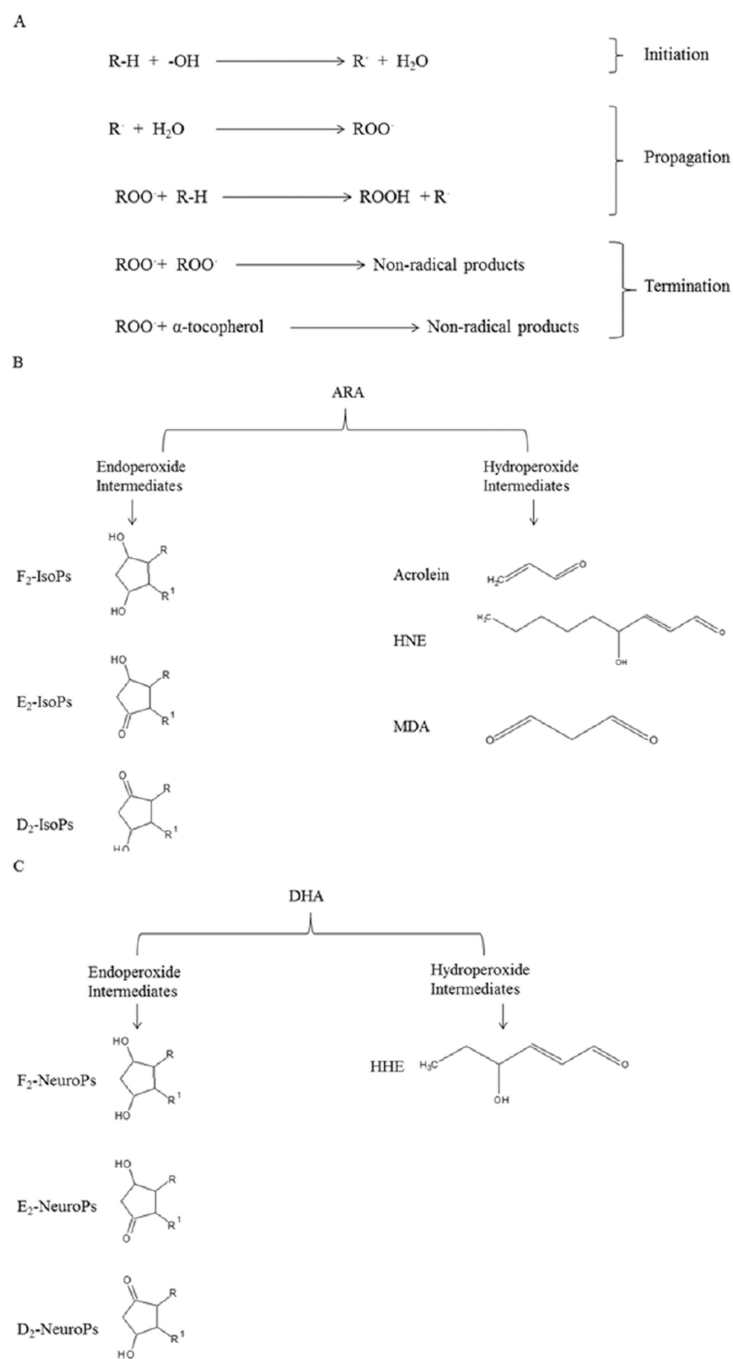 A
R-H + -OH → R· + H₂O
Initiation
R· + H₂O → ROO·
Propagation
ROO·+ R-H → ROOH + R·
ROO·+ ROO· → Non-radical products
Termination
ROO·+ α-tocopherol → Non-radical products
B
ARA
Endoperoxide
Intermediates
Hydroperoxide
Intermediates
F₂-IsoPs
HO
R
R¹
HO
Acrolein
H₂C
O
HNE
H₃C
O
OH
E₂-IsoPs
HO
R
R¹
O
MDA
O
O
D₂-IsoPs
O
R
R¹
HO
C
DHA
Endoperoxide
Intermediates
Hydroperoxide
Intermediates
F₂-NeuroPs
HO
R
R¹
HO
HHE
H₃C
O
OH
E₂-NeuroPs
HO
R
R¹
O
D₂-NeuroPs
O
R
R¹
HO